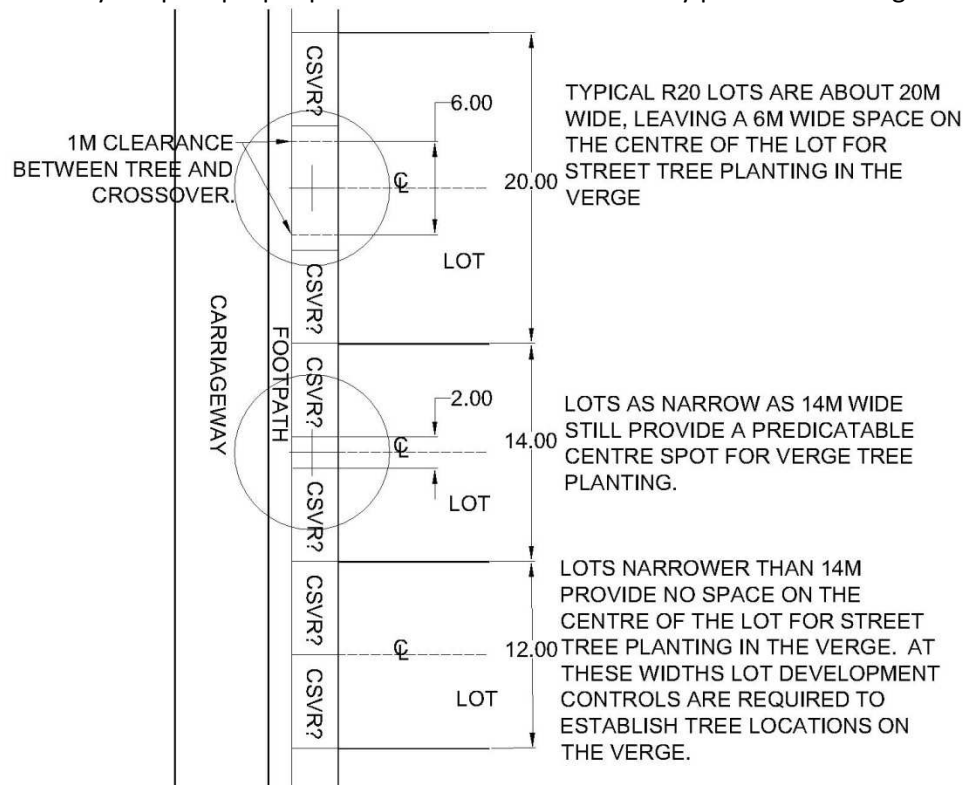 CSVR?
6.00
1M CLEARANCE
BETWEEN TREE AND
CROSSOVER.
℄
20.00
TYPICAL R20 LOTS ARE ABOUT 20M
WIDE, LEAVING A 6M WIDE SPACE ON
THE CENTRE OF THE LOT FOR
STREET TREE PLANTING IN THE
VERGE
LOT
CSVR?
CARRIAGEWAY
FOOTPATH
CSVR?
2.00
℄
14.00
LOTS AS NARROW AS 14M WIDE
STILL PROVIDE A PREDICATABLE
CENTRE SPOT FOR VERGE TREE
PLANTING.
LOT
CSVR?
CSVR?
℄
12.00
LOTS NARROWER THAN 14M
PROVIDE NO SPACE ON THE
CENTRE OF THE LOT FOR STREET
TREE PLANTING IN THE VERGE.  AT
THESE WIDTHS LOT DEVELOPMENT
CONTROLS ARE REQUIRED TO
ESTABLISH TREE LOCATIONS ON
THE VERGE.
LOT
CSVR?